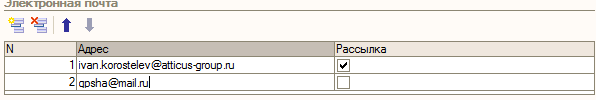 Электронная почта
N Адрес Рассылка
1 ivan.korostelev@atticus-group.ru
2 gpsha@mail.ru